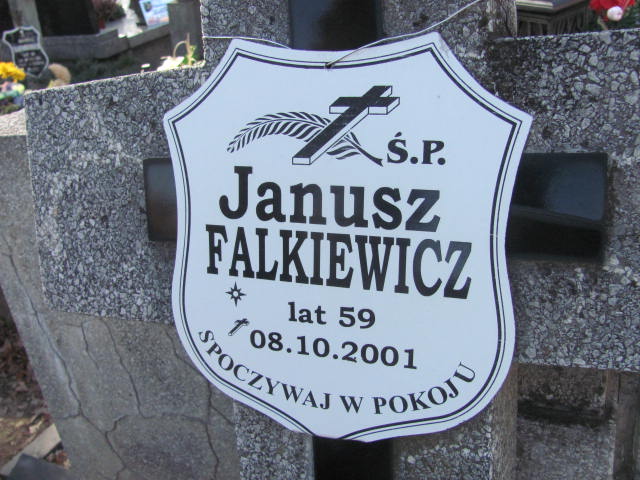 Ś.P.
Janusz
FALKIEWICZ
lat 59
08.10.2001
SPOCZYWAJ W POKOJU